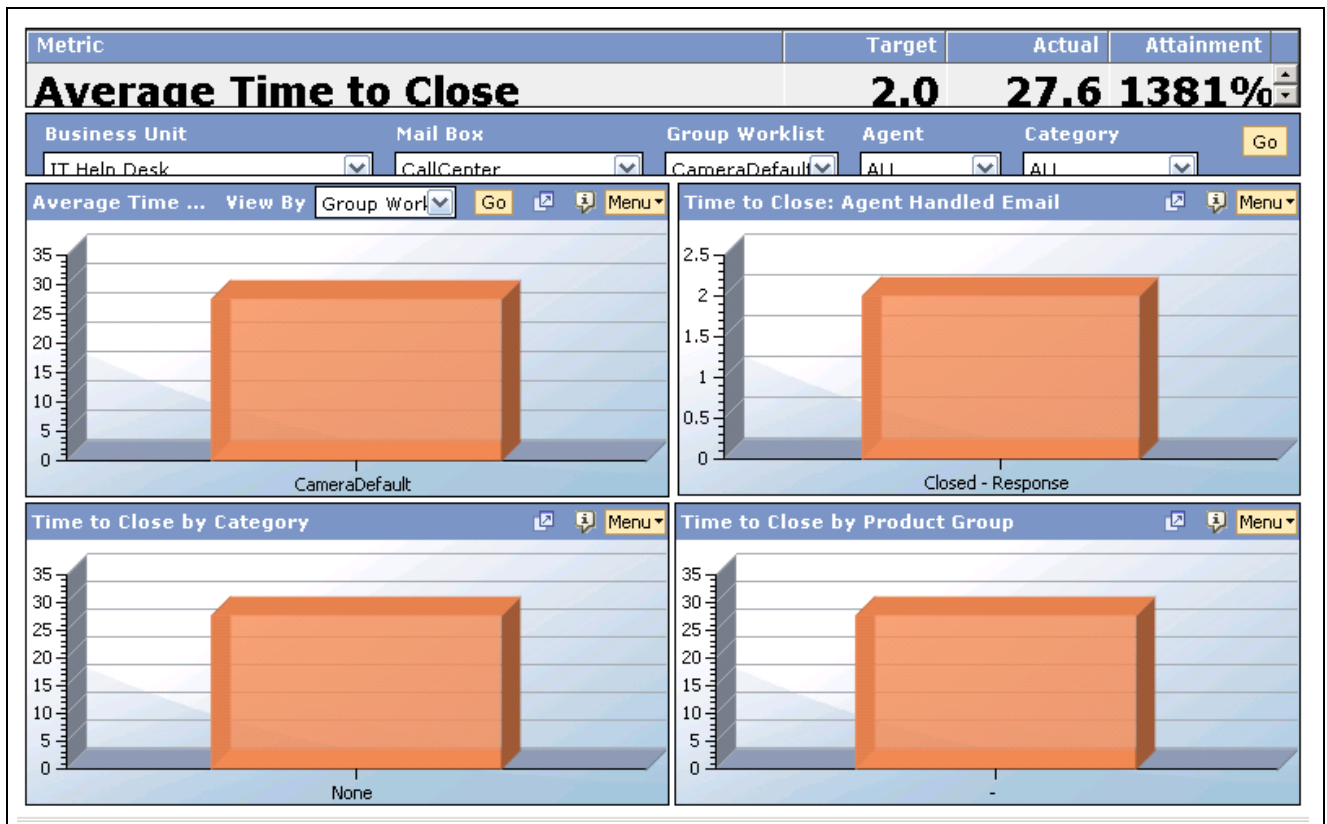 Metric Target Actual Attainment
Average Time to Close 2.0 27.6 1381%
Business Unit Mail Box Group Worklist Agent Category Go
IT Help Desk CallCenter CameraDefault ALL ALL
Average Time ... View By Group Work Go Menu
Time to Close: Agent Handled Email Menu
35
30
25
20
15
10
5
0
CameraDefault
2.5
2
1.5
1
0.5
0
Closed - Response
Time to Close by Category Menu
35
30
25
20
15
10
5
0
None
Time to Close by Product Group Menu
35
30
25
20
15
10
5
0
-